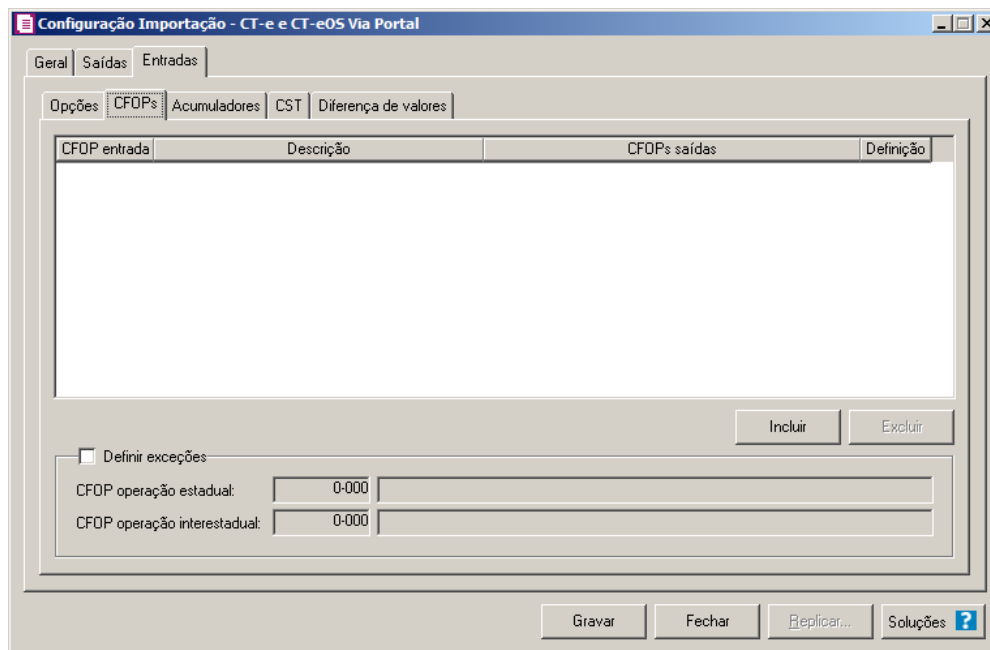 Configuração Importação - CT-e e CT-eOS Via Portal
Geral Saídas Entradas
Opções CFOPs Acumuladores CST Diferença de valores
CFOP entrada Descrição CFOPs saídas Definição
Incluir Excluir
Definir exceções
CFOP operação estadual: 0-000
CFOP operação interestadual: 0-000
Gravar Fechar Replicar... Soluções ?